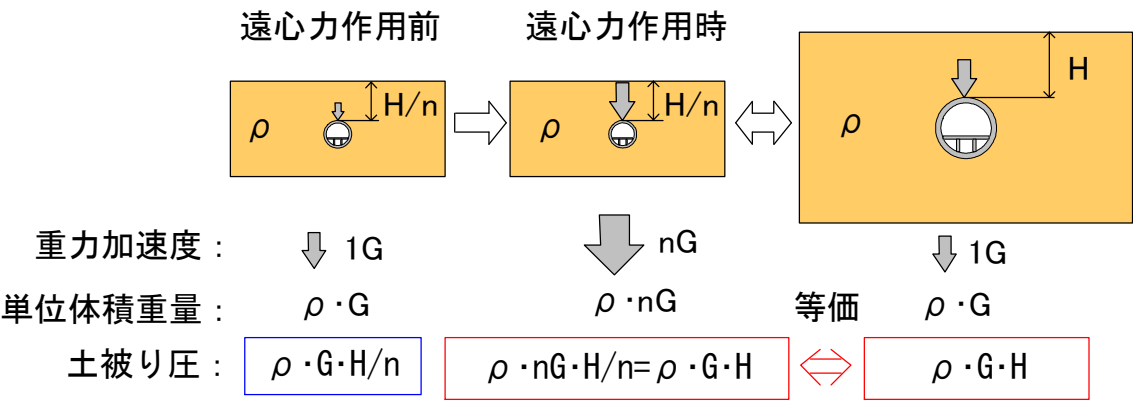 遠心力作用前 遠心力作用時
ρ H/n ρ H/n ρ H
重力加速度： 1G nG 1G
単位体積重量： ρ･G ρ･nG 等価 ρ･G
土被り圧： ρ･G･H/n ρ･nG･H/n=ρ･G･H ρ･G･H